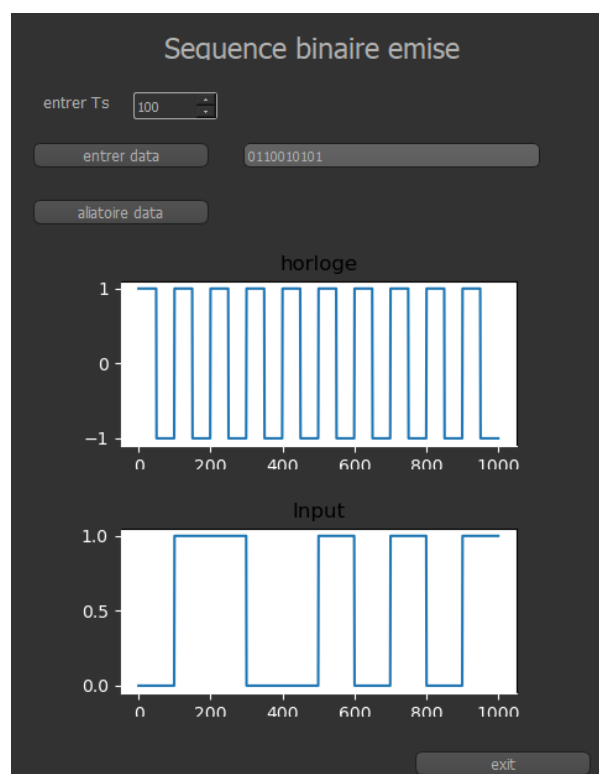 Sequence binaire emise
entrer Ts 100
entrer data 0110010101
aliatoire data
horloge
1
0
−1
0 200 400 600 800 1000
Input
1.0
0.5
0.0
0 200 400 600 800 1000
exit